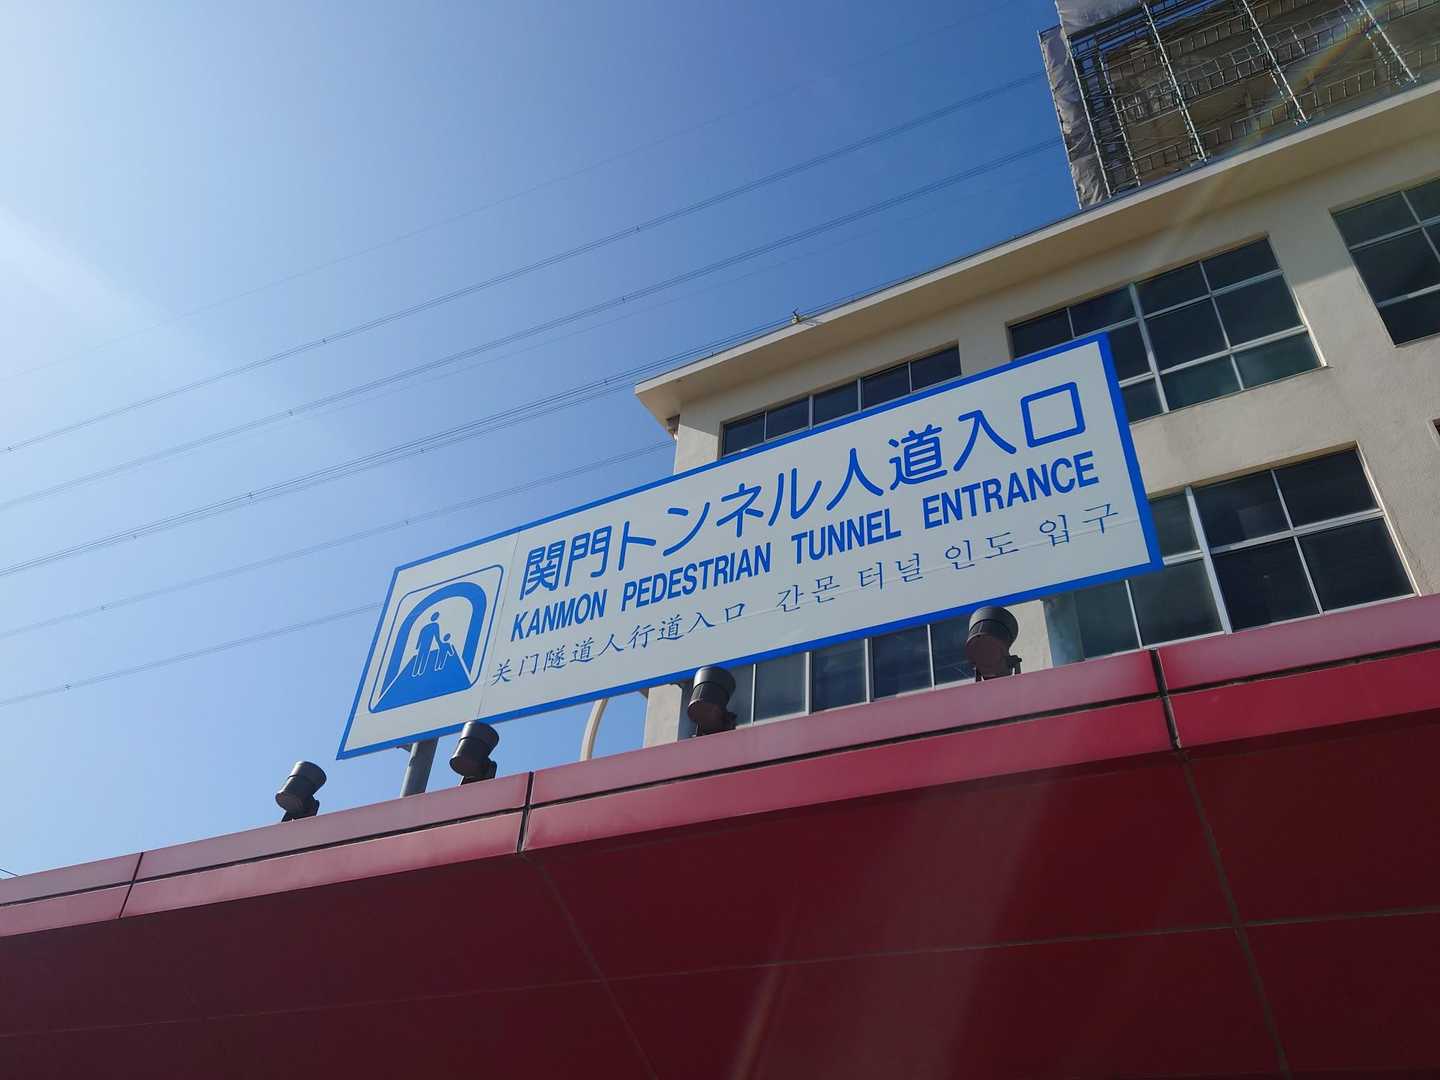 関門トンネル人道入口
KANMON PEDESTRIAN TUNNEL ENTRANCE
关门隧道人行道入口 간몬 터널 인도 입구